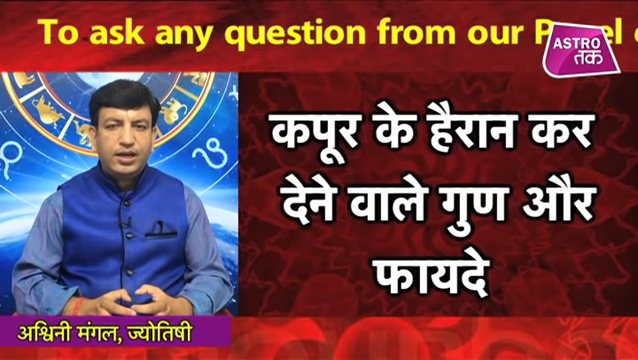 To ask any question from our
ASTRO
तक
कपूर के हैरान कर
देने वाले गुण और
फायदे
अश्विनी मंगल, ज्योतिषी